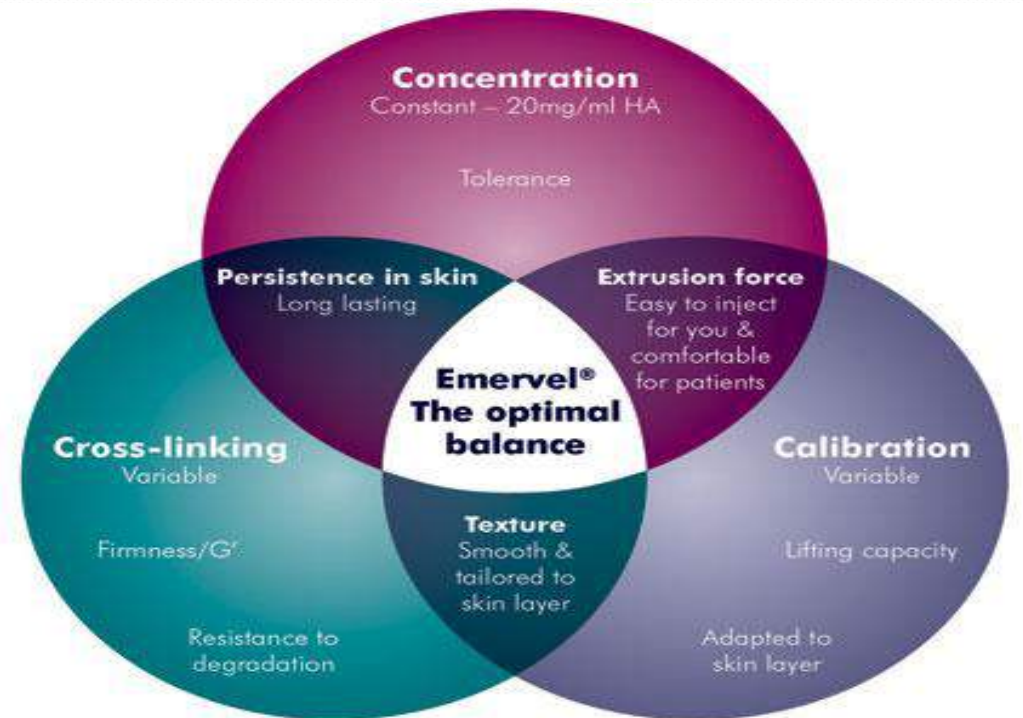 Concentration
Constant – 20mg/ml HA
Tolerance
Persistence in skin
Long lasting
Extrusion force
Easy to inject
for you &
comfortable
for patients
Emervel®
The optimal
balance
Cross-linking
Variable
Firmness/G'
Resistance to
degradation
Calibration
Variable
Lifting capacity
Adapted to
skin layer
Texture
Smooth &
tailored to
skin layer